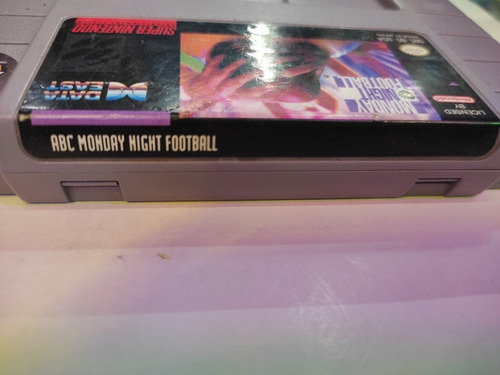 ABC MONDAY NIGHT FOOTBALL
SUPER NINTENDO
DATA
EAST
MONDAY
NIGHT
FOOTBALL
LICENSED
BY
Nintendo